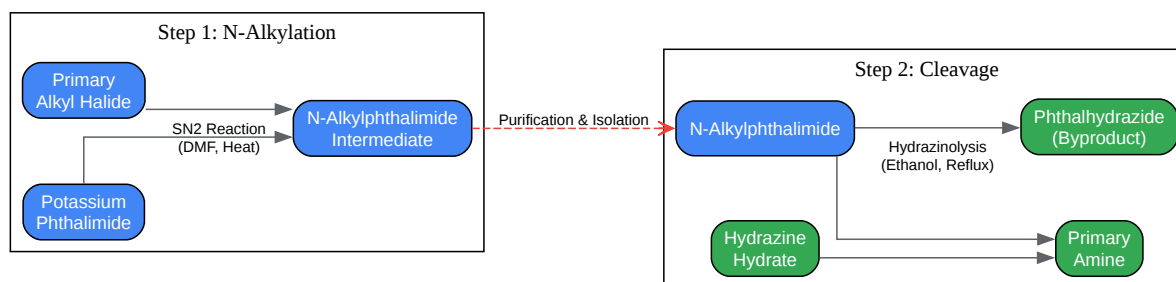 Step 1: N-Alkylation
Primary
Alkyl Halide
SN2 Reaction
(DMF, Heat)
N-Alkylphthalimide
Intermediate
Potassium
Phthalimide
Purification & Isolation
Step 2: Cleavage
N-Alkylphthalimide
Hydrazinolysis
(Ethanol, Reflux)
Phthalhydrazide
(Byproduct)
Hydrazine
Hydrate
Primary
Amine